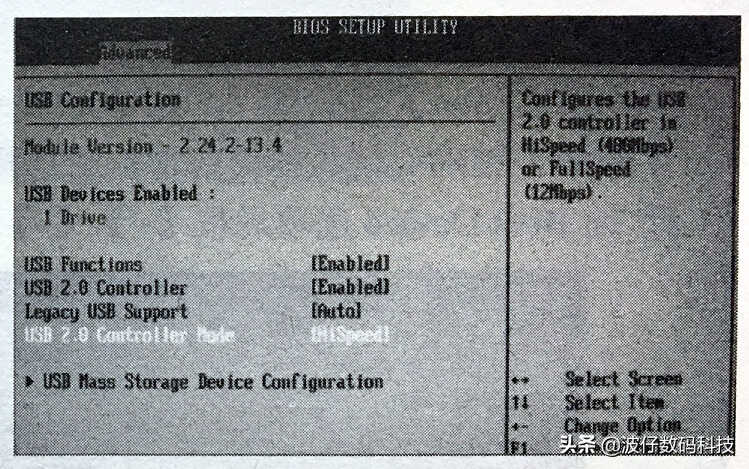 BIOS SETUP UTILITY
Advanced
USB Configuration
Module Version - 2.24.2-13.4
USB Devices Enabled :
1 Drive
USB Functions [Enabled]
USB 2.0 Controller [Enabled]
Legacy USB Support [Auto]
USB 2.0 Controller Mode [HiSpeed]
▶ USB Mass Storage Device Configuration
Configures the USB
2.0 controller in
HiSpeed (480Mbps)
or FullSpeed
(12Mbps).
↔ Select Screen
↑↓ Select Item
+- Change Option
F1
头条 @波仔数码科技